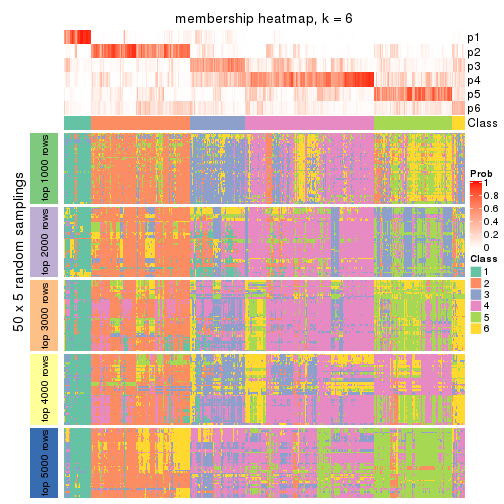 membership heatmap, k = 6
p1
p2
p3
p4
p5
p6
Class
50 x 5 random samplings
top 1000 rows
top 2000 rows
top 3000 rows
top 4000 rows
top 5000 rows
Prob
1
0.8
0.6
0.4
0.2
0
Class
1
2
3
4
5
6